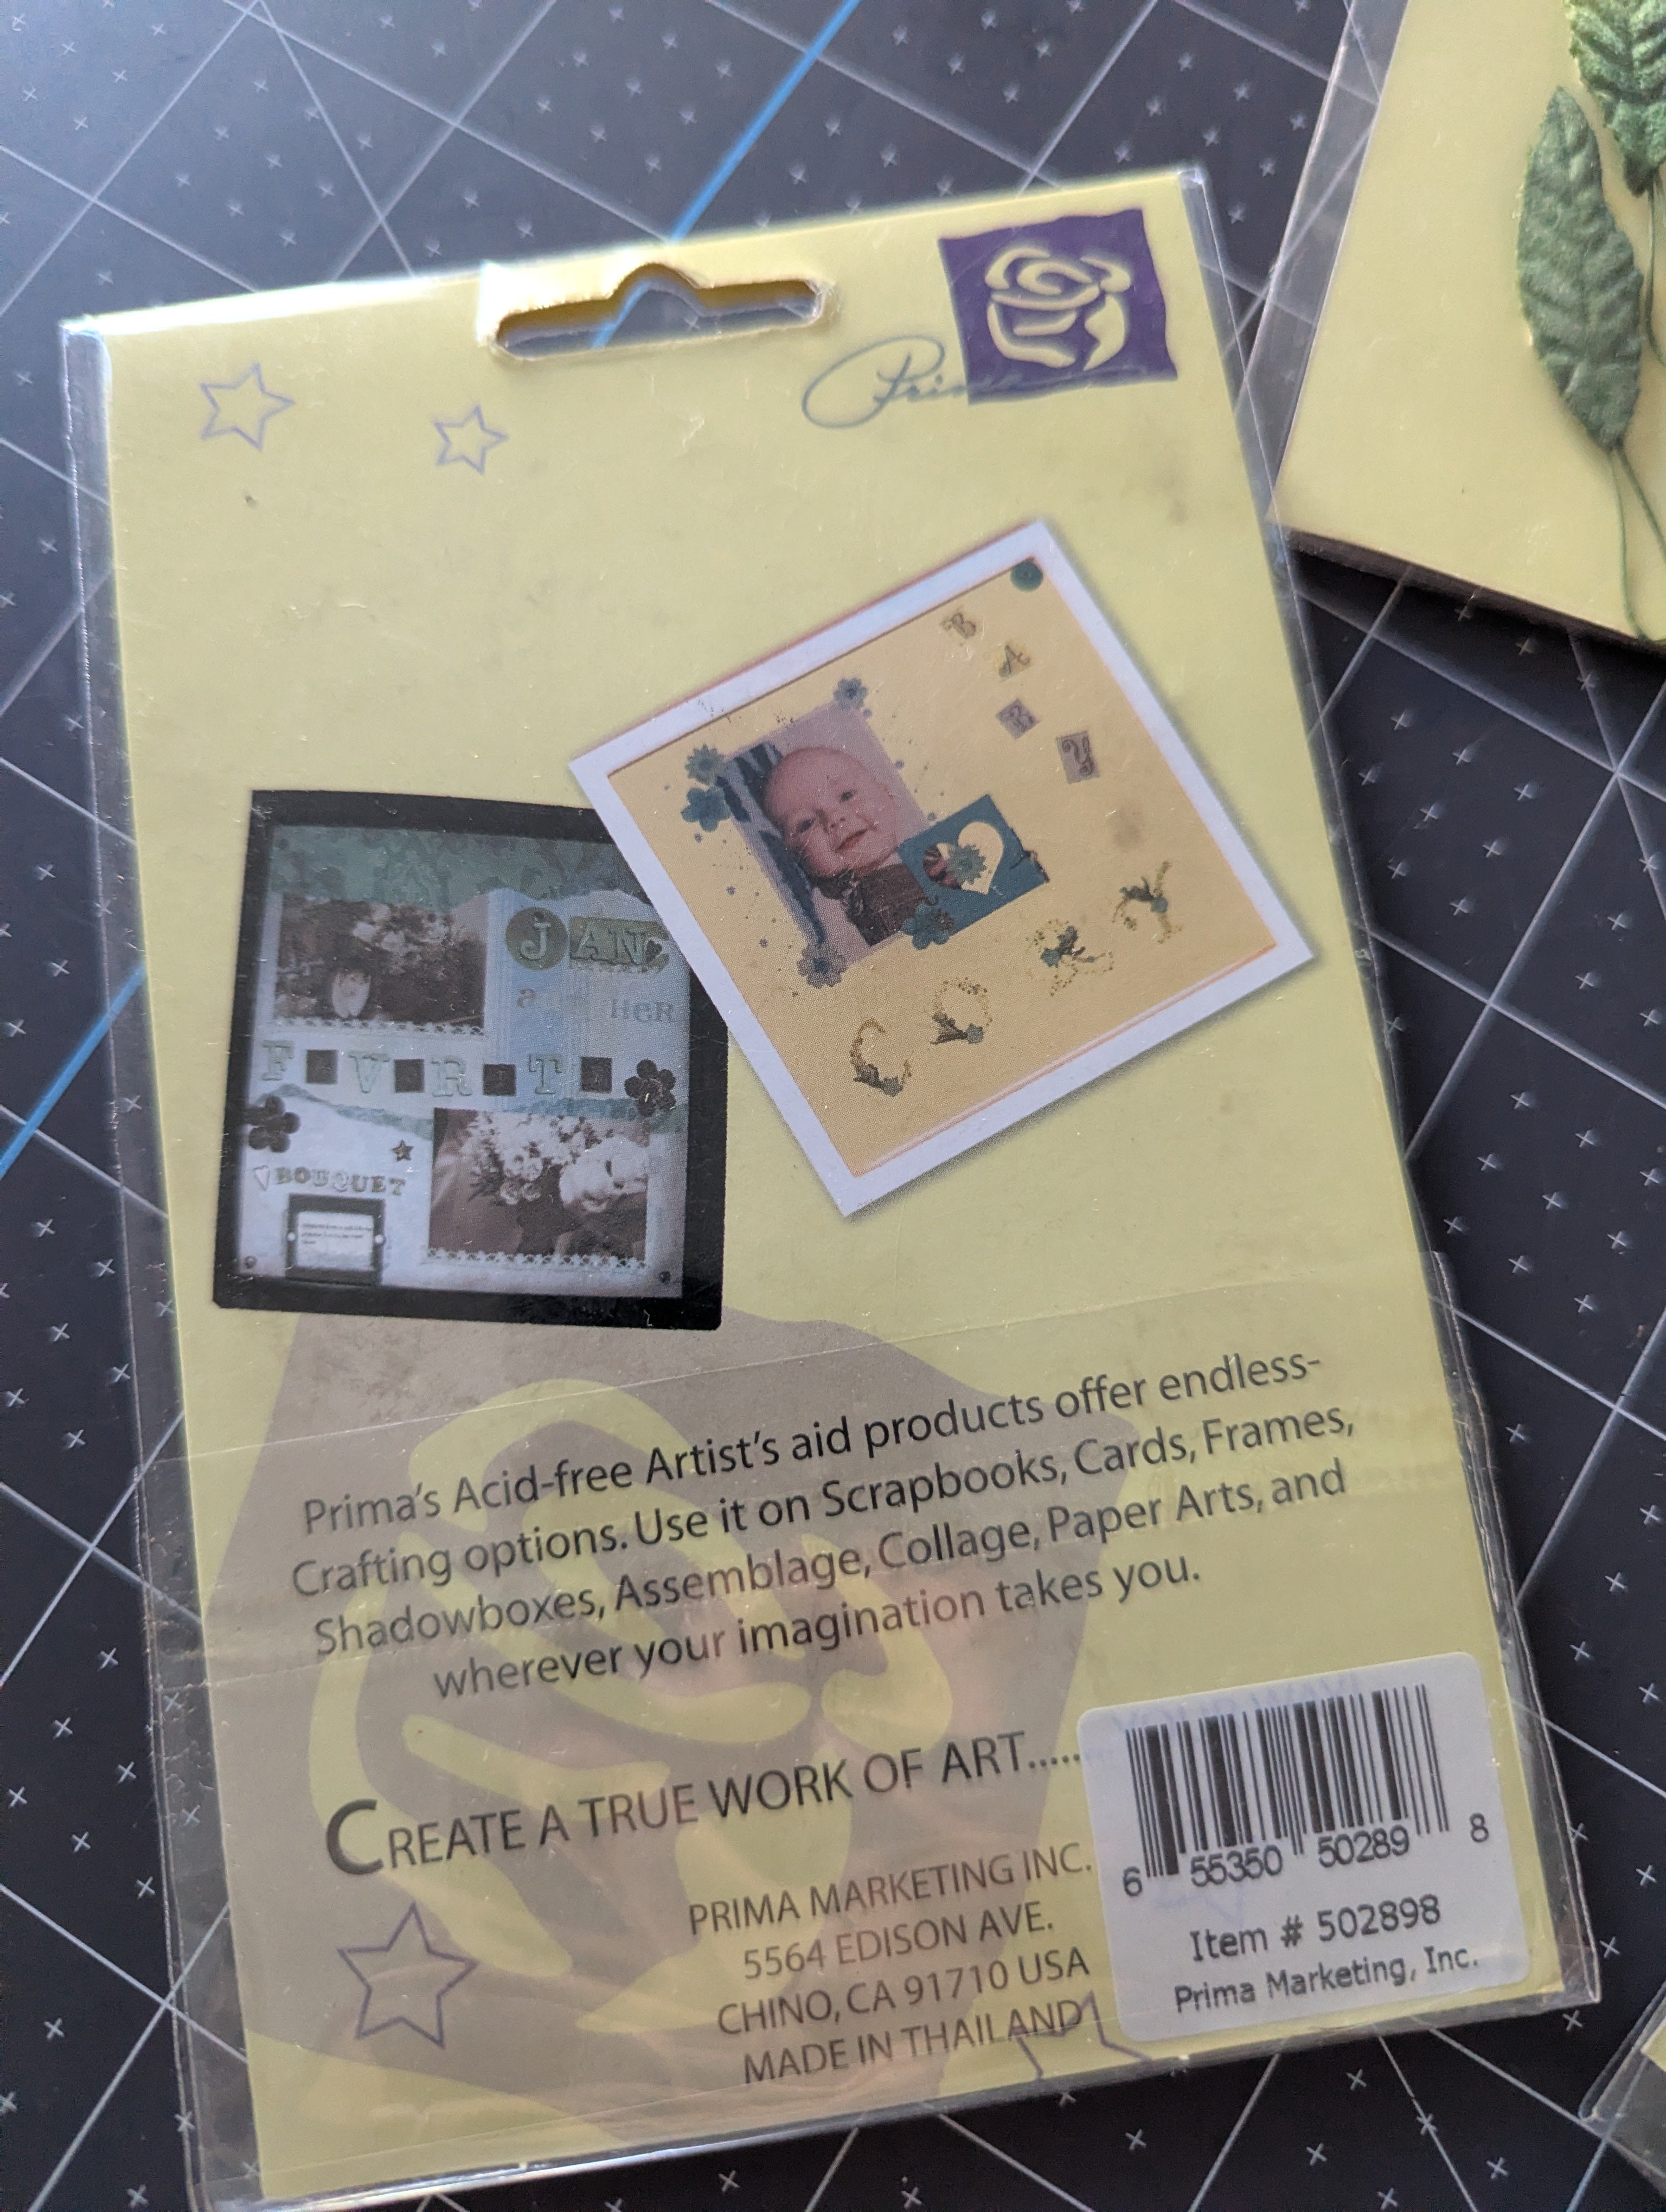 Prima
B
A
B
Y
CORY
JAN
HER
F V R T
BOUQUET
Prima's Acid-free Artist's aid products offer endless-
Crafting options. Use it on Scrapbooks, Cards, Frames,
Shadowboxes, Assemblage, Collage, Paper Arts, and
wherever your imagination takes you.
CREATE A TRUE WORK OF ART.....
PRIMA MARKETING INC.
5564 EDISON AVE.
CHINO, CA 91710 USA
MADE IN THAILAND
6 55350 50289 8
Item # 502898
Prima Marketing, Inc.